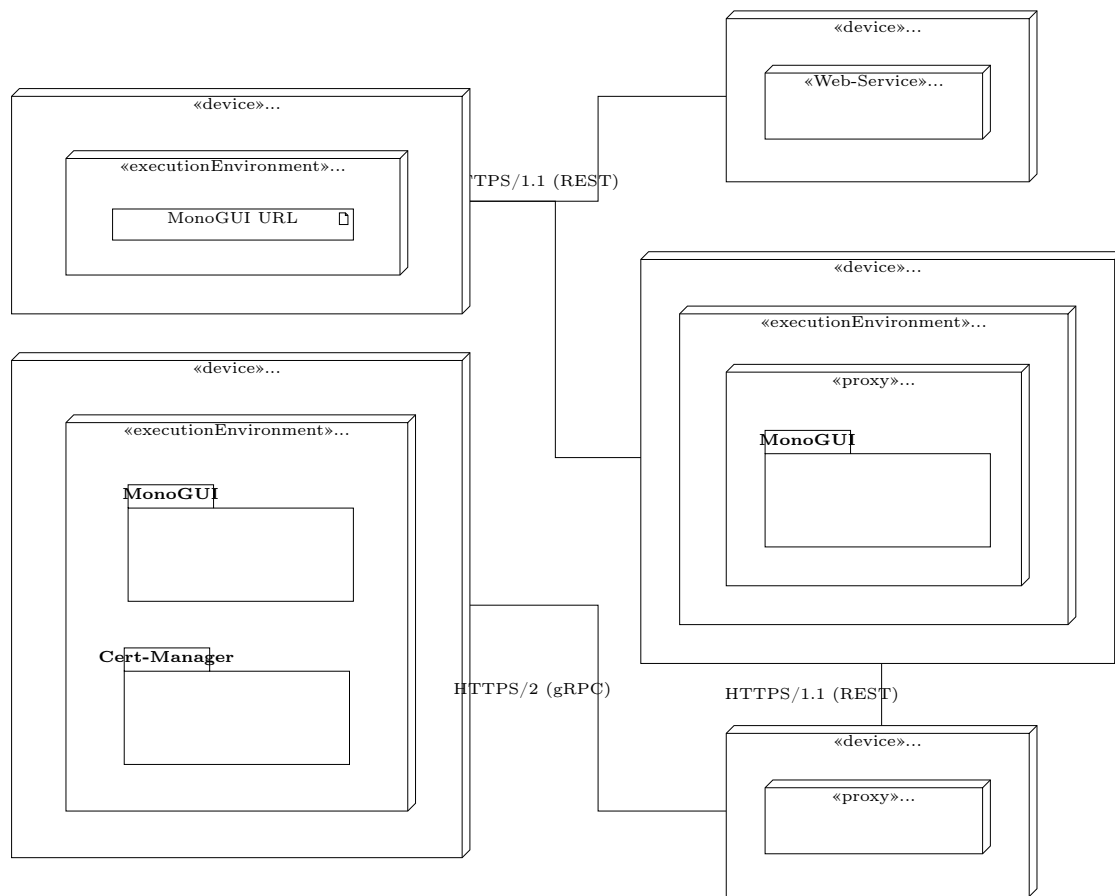 «device»...
«Web-Service»...
«device»...
«executionEnvironment»...
MonoGUI URL
TPS/1.1 (REST)
«device»...
«executionEnvironment»...
«proxy»...
MonoGUI
«device»...
«executionEnvironment»...
MonoGUI
Cert-Manager
HTTPS/2 (gRPC)
HTTPS/1.1 (REST)
«device»...
«proxy»...